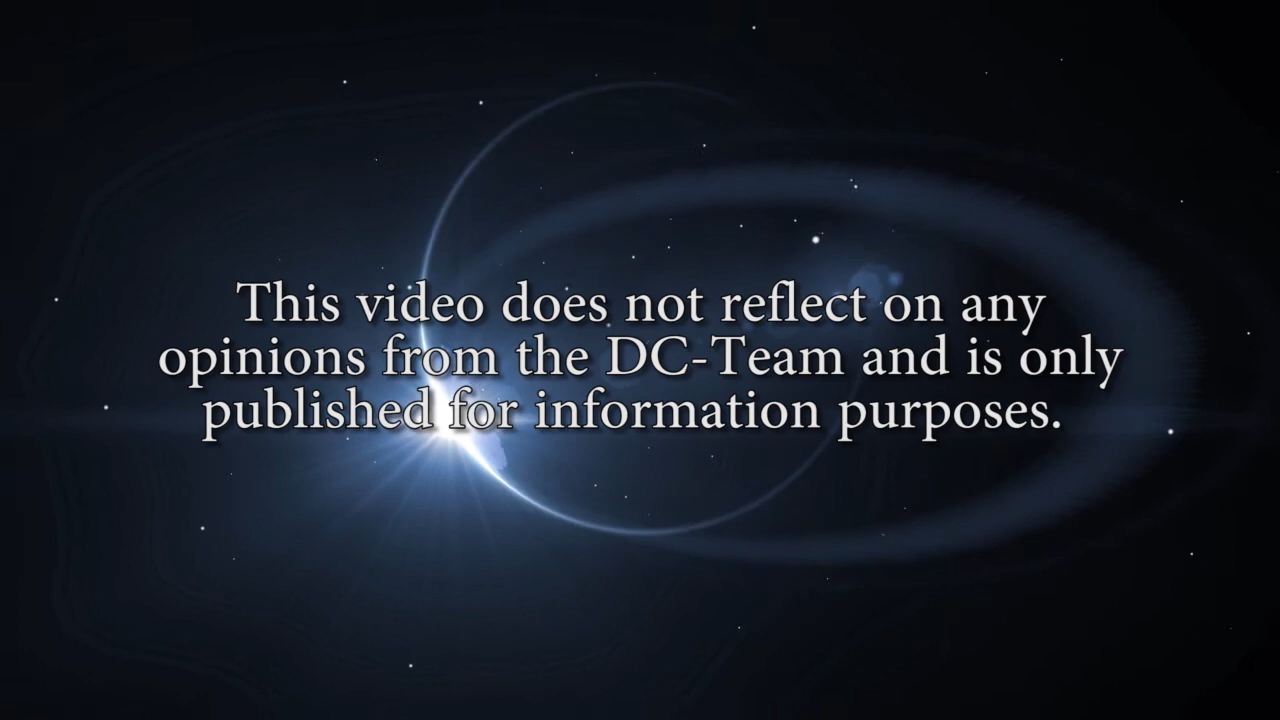 This video does not reflect on any
opinions from the DC-Team and is only
published for information purposes.